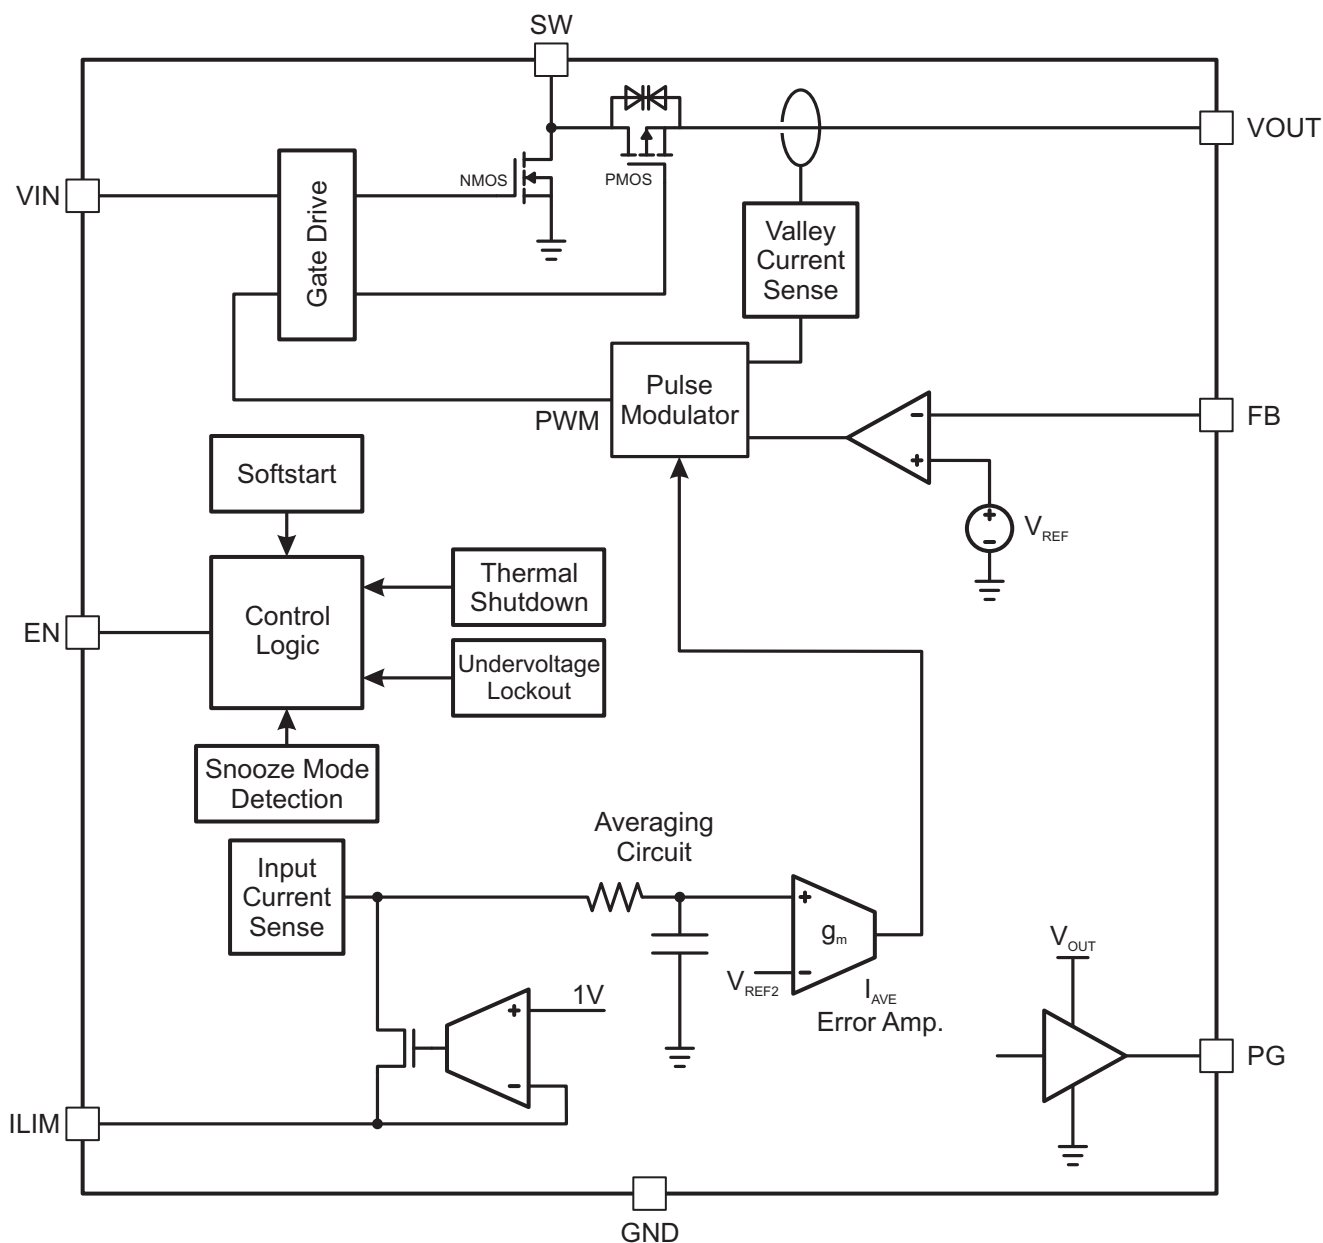 SW
VOUT
VIN
NMOS
PMOS
Gate Drive
Valley
Current
Sense
Pulse
Modulator
PWM
-
+
FB
+
-
VREF
Softstart
Thermal
Shutdown
EN
Control
Logic
Undervoltage
Lockout
Snooze Mode
Detection
Averaging
Circuit
Input
Current
Sense
+
gm
-
VREF2
IAVE
Error Amp.
VOUT
1V
+
-
PG
ILIM
GND